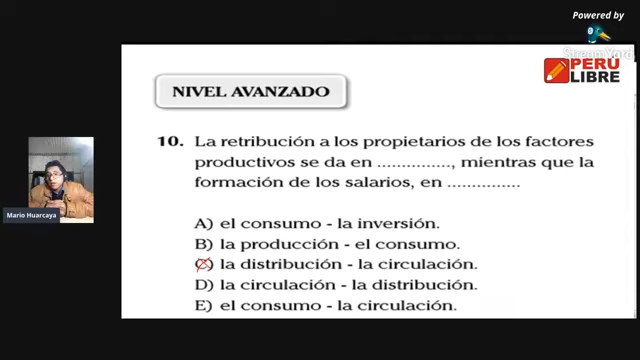 Powered by
StreamYard
PERÚ
LIBRE
NIVEL AVANZADO
10. La retribución a los propietarios de los factores
productivos se da en ..............., mientras que la
formación de los salarios, en ...............
A) el consumo - la inversión.
B) la producción - el consumo.
C) la distribución - la circulación.
D) la circulación - la distribución.
E) el consumo - la circulación.
Mario Huarcaya